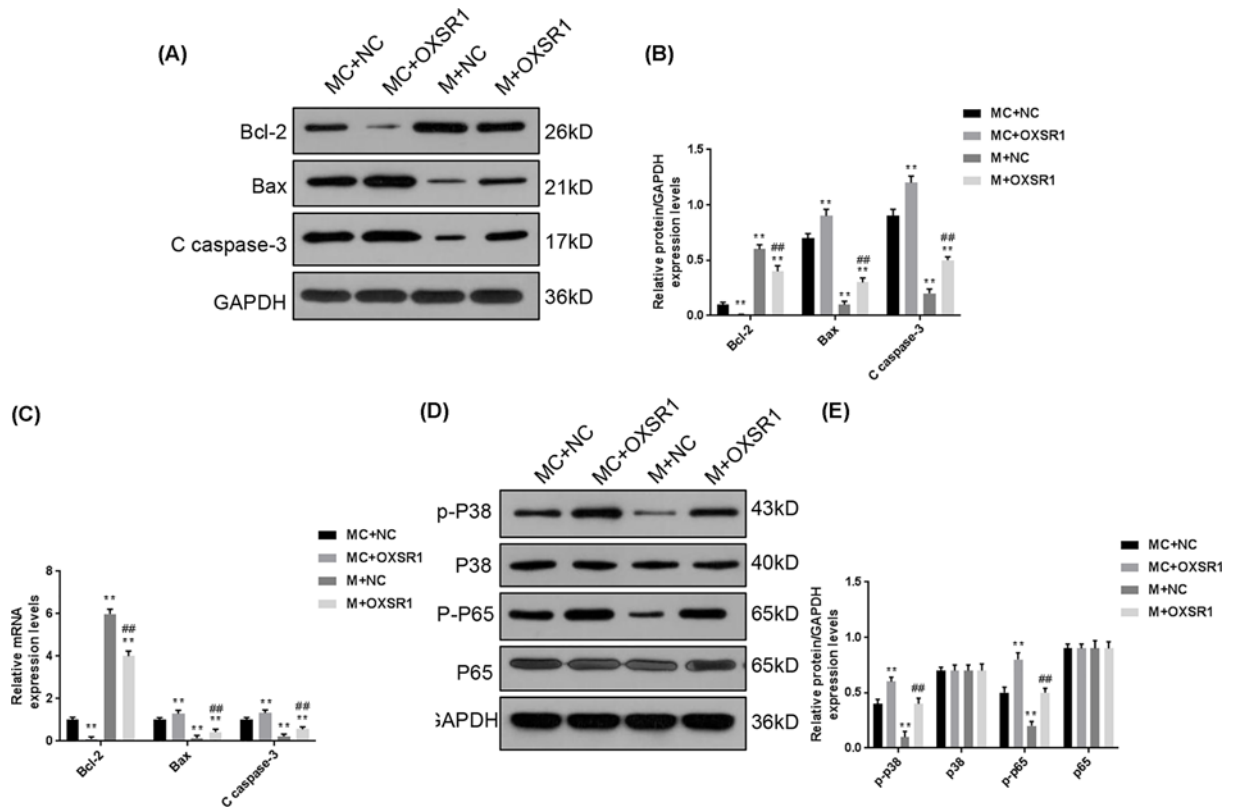 (A)
MC+NC
MC+OXSR1
M+NC
M+OXSR1
Bcl-2
26kD
Bax
21kD
C caspase-3
17kD
GAPDH
36kD
(B)
MC+NC
MC+OXSR1
M+NC
M+OXSR1
Relative protein/GAPDH
expression levels
1.5
1.0
0.5
0.0
**
**
##
**
**
**
##
**
**
**
##
**
Bcl-2
Bax
C caspase-3
(C)
MC+NC
MC+OXSR1
M+NC
M+OXSR1
Relative mRNA
expression levels
8
6
4
2
0
**
**
##
**
**
**
##
**
**
**
##
**
Bcl-2
Bax
C caspase-3
(D)
MC+NC
MC+OXSR1
M+NC
M+OXSR1
p-P38
43kD
P38
40kD
P-P65
65kD
P65
65kD
GAPDH
36kD
(E)
MC+NC
MC+OXSR1
M+NC
M+OXSR1
Relative protein/GAPDH
expression levels
1.5
1.0
0.5
0.0
**
**
##
**
**
##
p-p38
p38
p-p65
p65